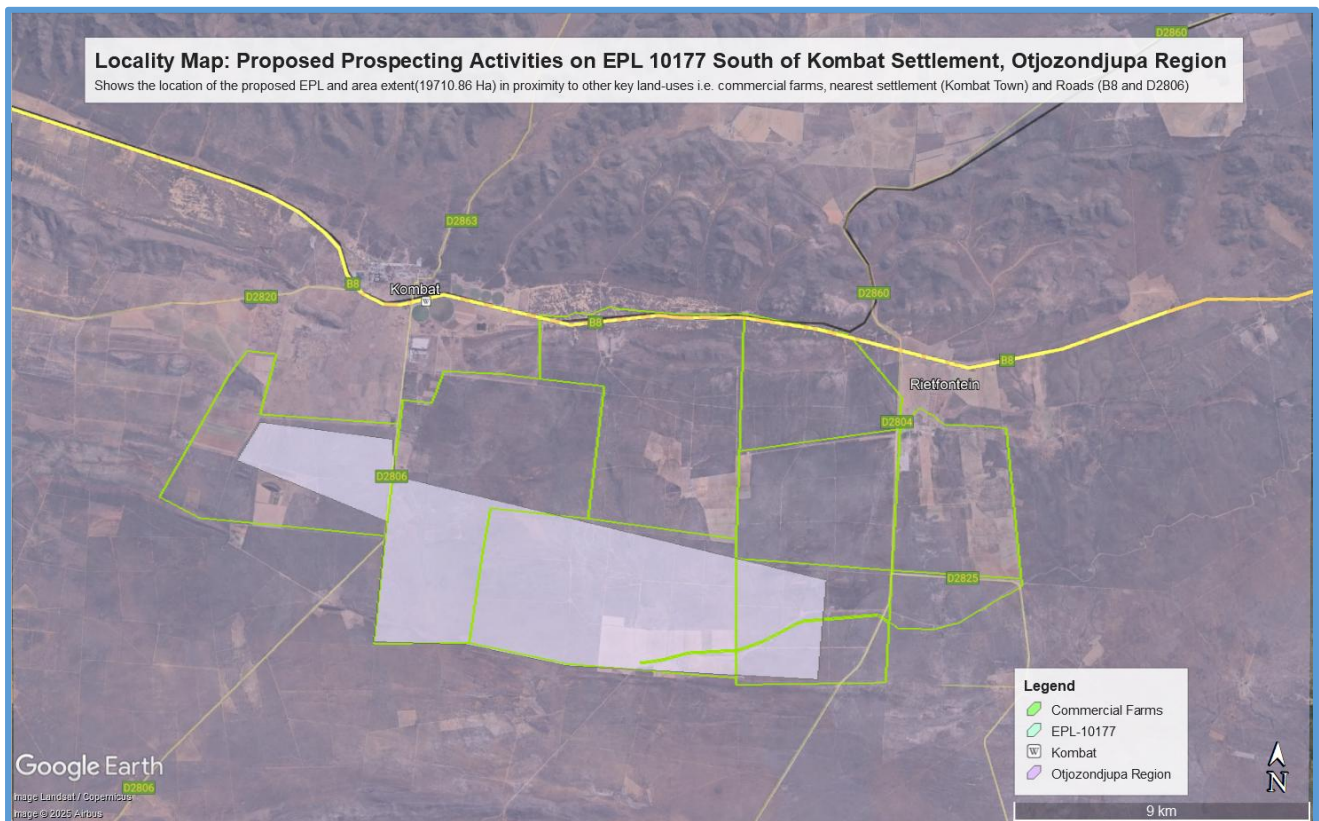 D2860
Locality Map: Proposed Prospecting Activities on EPL 10177 South of Kombat Settlement, Otjozondjupa Region
Shows the location of the proposed EPL and area extent(19710.86 Ha) in proximity to other key land-uses i.e. commercial farms, nearest settlement (Kombat Town) and Roads (B8 and D2806)
D2863
B8
Kombat
W
D2820
D2860
B8
B8
Rietfontein
D2804
D2806
D2825
Legend
Commercial Farms
EPL-10177
W Kombat
Otjozondjupa Region
Google Earth
D2806
Image Landsat / Copernicus
Image © 2025 Airbus
N
9 km